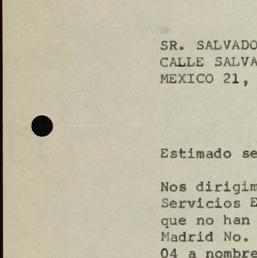 SR. SALVADO
CALLE SALVA
MEXICO 21,
Estimado se
Nos dirigim
Servicios E
que no han
Madrid No.
04 a nombre